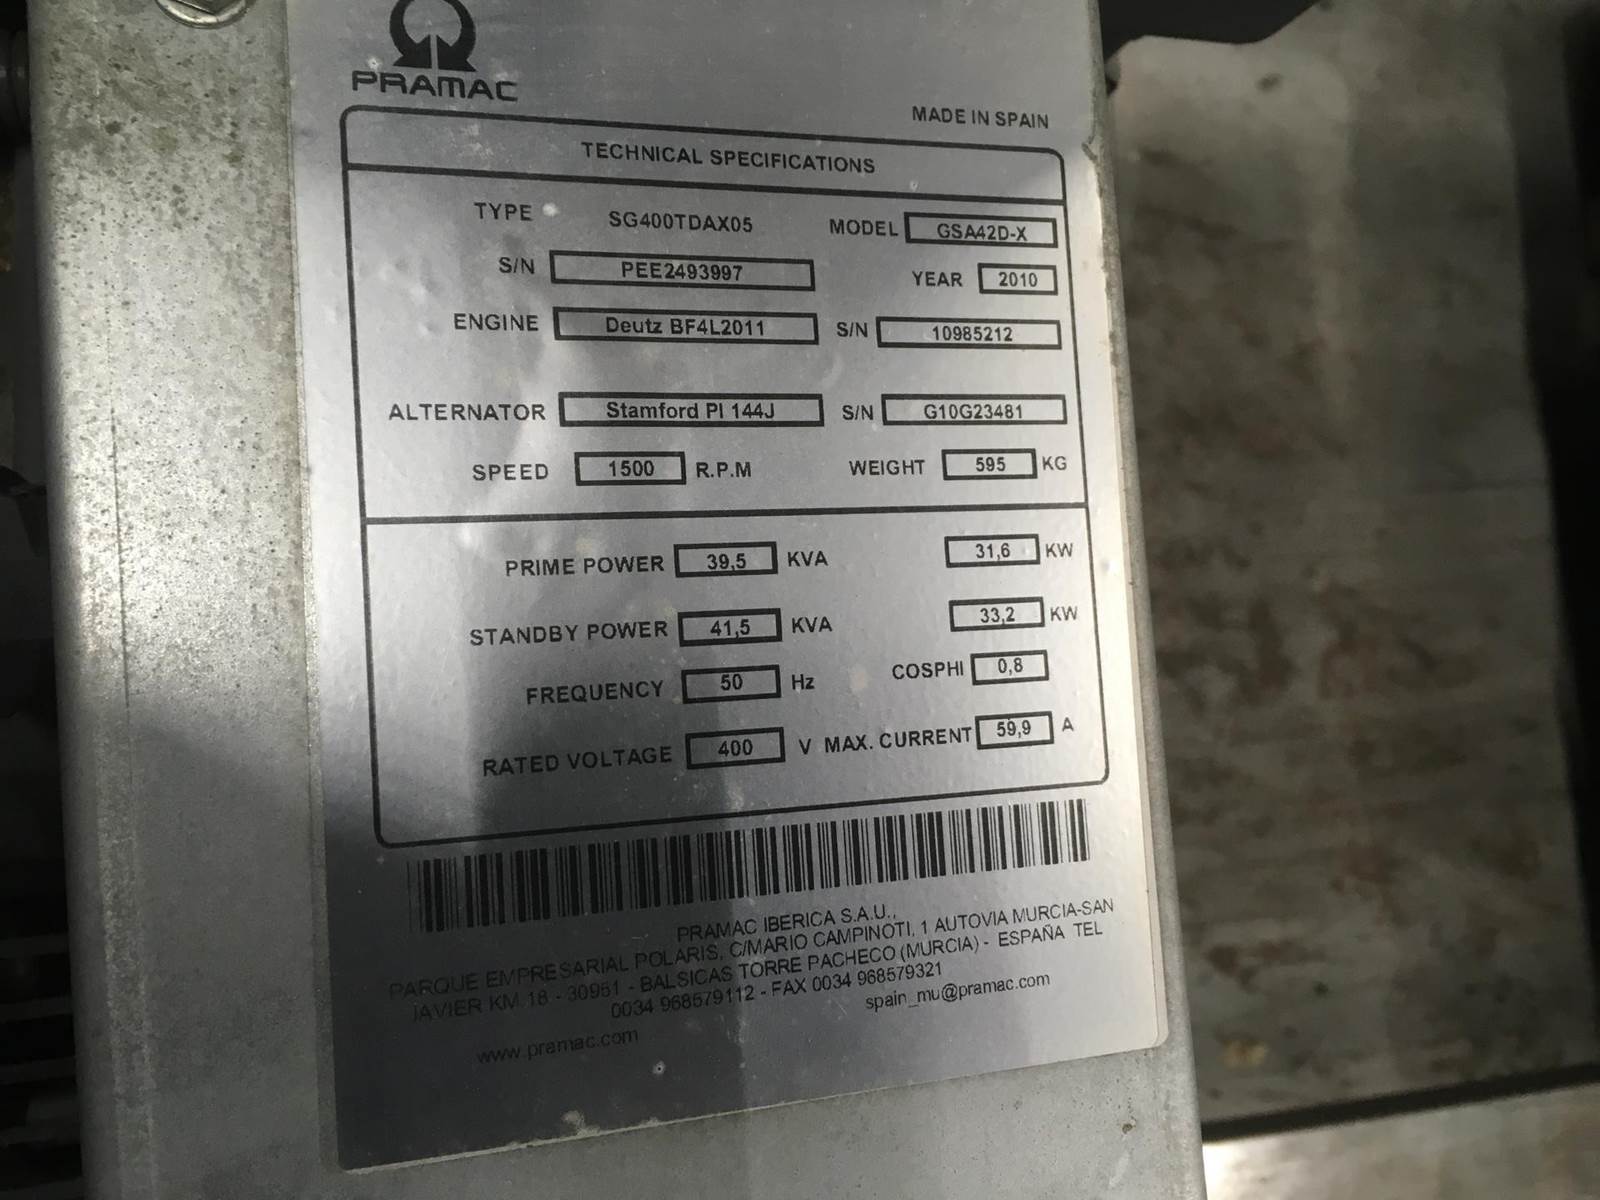 PRAMAC
MADE IN SPAIN
TECHNICAL SPECIFICATIONS
TYPE SG400TDAX05 MODEL GSA42D-X
S/N PEE2493997 YEAR 2010
ENGINE Deutz BF4L2011 S/N 10985212
ALTERNATOR Stamford PI 144J S/N G10G23481
SPEED 1500 R.P.M WEIGHT 595 KG
PRIME POWER 39,5 KVA 31,6 KW
STANDBY POWER 41,5 KVA 33,2 KW
FREQUENCY 50 Hz COSPHI 0,8
RATED VOLTAGE 400 V MAX. CURRENT 59,9 A
PRAMAC IBERICA S.A.U.,
PARQUE EMPRESARIAL POLARIS, C/MARIO CAMPINOTI, 1 AUTOVIA MURCIA-SAN
JAVIER KM. 18 - 30951 - BALSICAS TORRE PACHECO (MURCIA) - ESPAÑA TEL
0034 968579112 - FAX 0034 968579321
www.pramac.com spain_mu@pramac.com